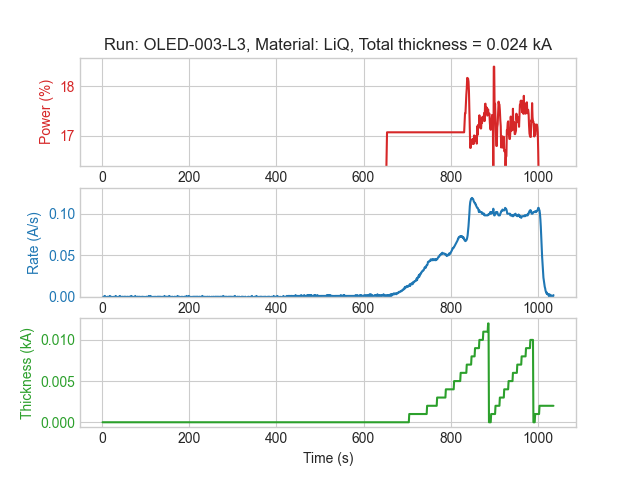 Run: OLED-003-L3, Material: LiQ, Total thickness = 0.024 kA
Power (%)
18
17
0 200 400 600 800 1000
Rate (A/s)
0.10
0.05
0.00
0 200 400 600 800 1000
Thickness (kA)
0.010
0.005
0.000
0 200 400 600 800 1000
Time (s)